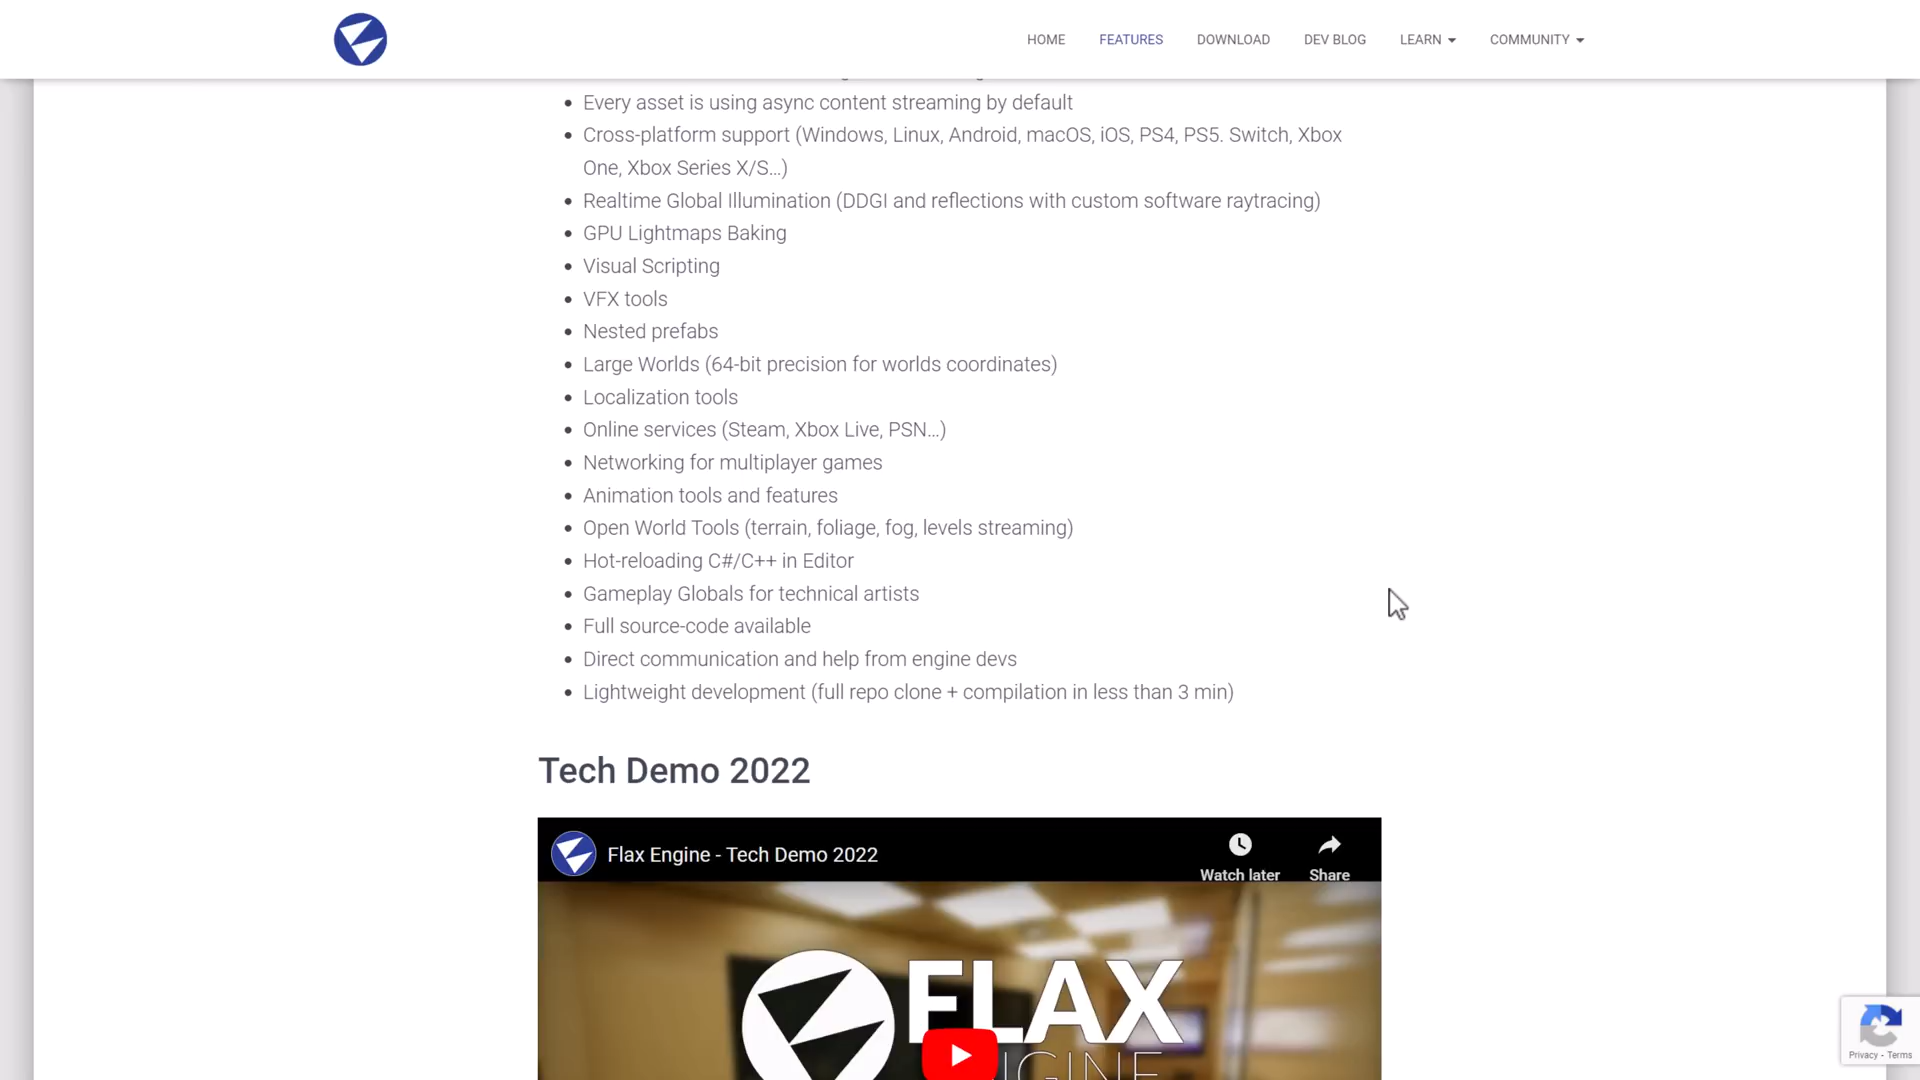 HOME FEATURES DOWNLOAD DEV BLOG LEARN COMMUNITY
Every asset is using async content streaming by default
Cross-platform support (Windows, Linux, Android, macOS, iOS, PS4, PS5. Switch, Xbox
One, Xbox Series X/S...)
Realtime Global Illumination (DDGI and reflections with custom software raytracing)
GPU Lightmaps Baking
Visual Scripting
VFX tools
Nested prefabs
Large Worlds (64-bit precision for worlds coordinates)
Localization tools
Online services (Steam, Xbox Live, PSN...)
Networking for multiplayer games
Animation tools and features
Open World Tools (terrain, foliage, fog, levels streaming)
Hot-reloading C#/C++ in Editor
Gameplay Globals for technical artists
Full source-code available
Direct communication and help from engine devs
Lightweight development (full repo clone + compilation in less than 3 min)
Tech Demo 2022
Flax Engine - Tech Demo 2022
Watch later Share
FLAX
Privacy - Terms